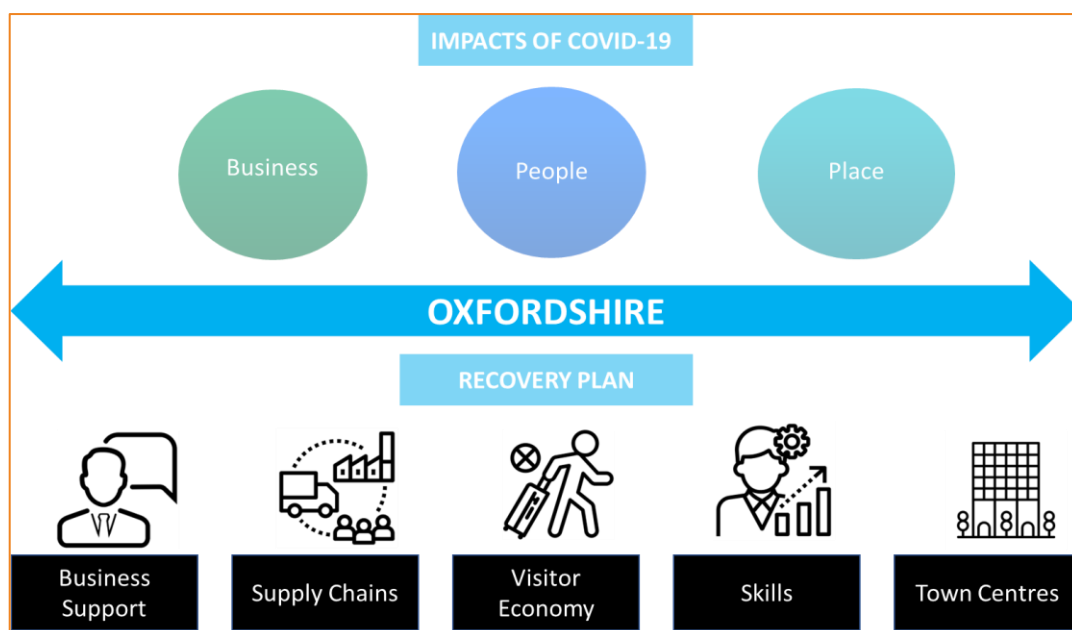 IMPACTS OF COVID-19
Business
People
Place
OXFORDSHIRE
RECOVERY PLAN
Business
Support
Supply Chains
Visitor
Economy
Skills
Town Centres